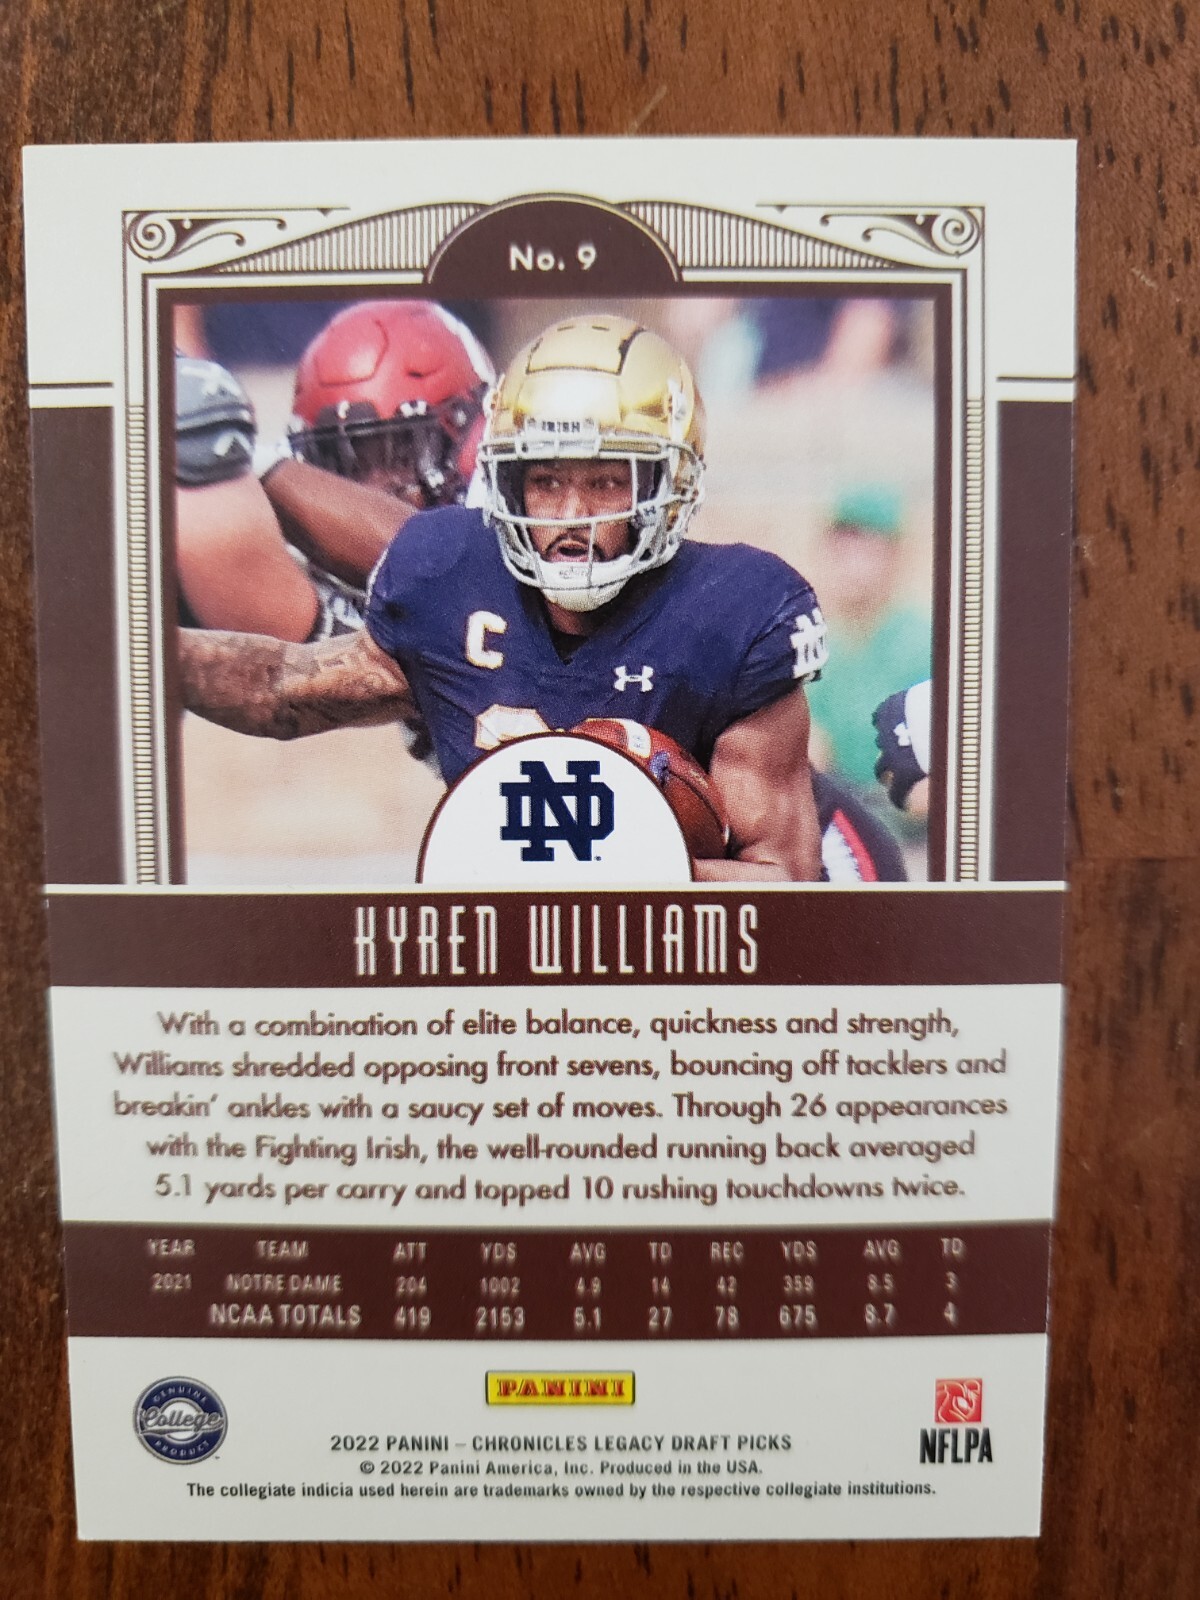 No. 9
IRISH
C
ND
KYREN WILLIAMS
With a combination of elite balance, quickness and strength,
Williams shredded opposing front sevens, bouncing off tacklers and
breakin' ankles with a saucy set of moves. Through 26 appearances
with the Fighting Irish, the well-rounded running back averaged
5.1 yards per carry and topped 10 rushing touchdowns twice.
YEAR TEAM ATT YDS AVG TD REC YDS AVG TD
2021 NOTRE DAME 204 1002 4.9 14 42 359 8.5 3
NCAA TOTALS 419 2153 5.1 27 78 675 8.7 4
GENUINE
College
PRODUCT
PANINI
NFLPA
2022 PANINI – CHRONICLES LEGACY DRAFT PICKS
© 2022 Panini America, Inc. Produced in the USA.
The collegiate indicia used herein are trademarks owned by the respective collegiate institutions.